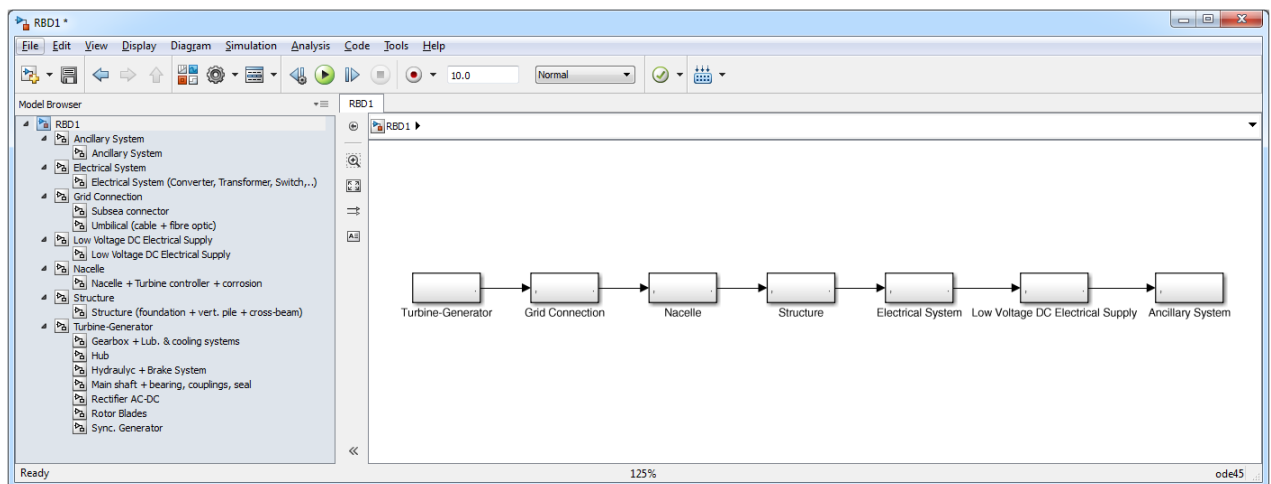 RBD1 *
File Edit View Display Diagram Simulation Analysis Code Tools Help
10.0 Normal
Model Browser RBD1
RBD1 RBD1
Ancillary System
Ancillary System
Electrical System
Electrical System (Converter, Transformer, Switch,..)
Grid Connection
Subsea connector
Umbilical (cable + fibre optic)
Low Voltage DC Electrical Supply
Low Voltage DC Electrical Supply
Nacelle
Nacelle + Turbine controller + corrosion
Structure
Structure (foundation + vert. pile + cross-beam)
Turbine-Generator
Gearbox + Lub. & cooling systems
Hub
Hydraulyc + Brake System
Main shaft + bearing, couplings, seal
Rectifier AC-DC
Rotor Blades
Sync. Generator
Turbine-Generator Grid Connection Nacelle Structure Electrical System Low Voltage DC Electrical Supply Ancillary System
Ready 125% ode45